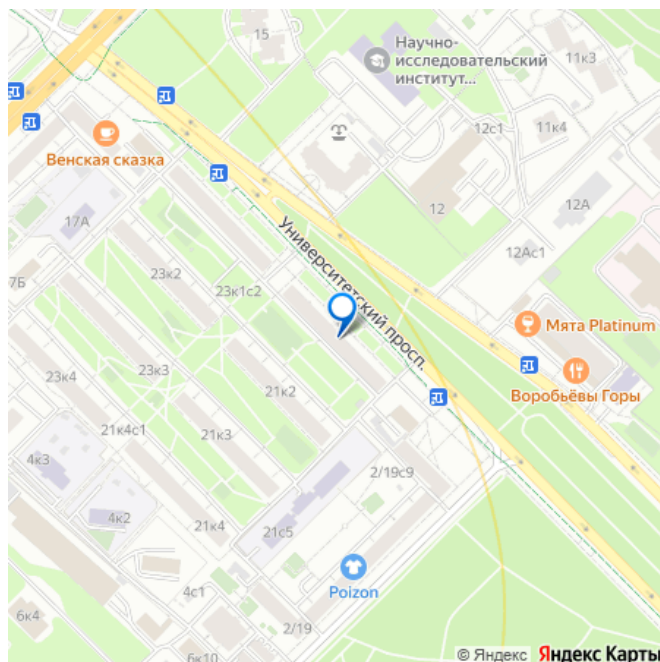 15
Научно-
исследовательский
институт...
11к3
12с1
11к4
Венская сказка
17А
12
12А
12Ас1
Университетский просп.
7Б
23к2
23к1с2
Мята Platinum
Воробьёвы Горы
23к4
23к3
21к2
21к4с1
21к3
4к3
2/19с9
4к2
21к4
21с5
Poizon
4с1
6к4
2/19
6к10
© Яндекс Яндекс Карты